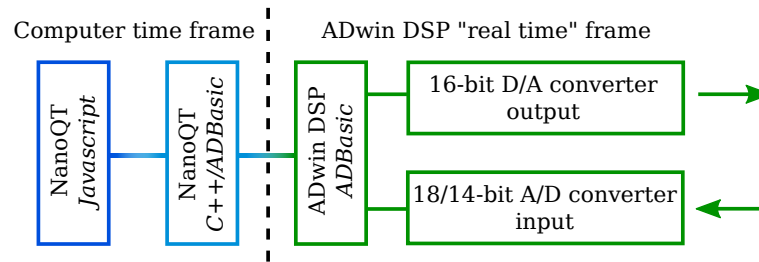 Computer time frame
ADwin DSP "real time" frame
NanoQT
Javascript
NanoQT
C++/ADBasic
ADwin DSP
ADBasic
16-bit D/A converter
output
18/14-bit A/D converter
input